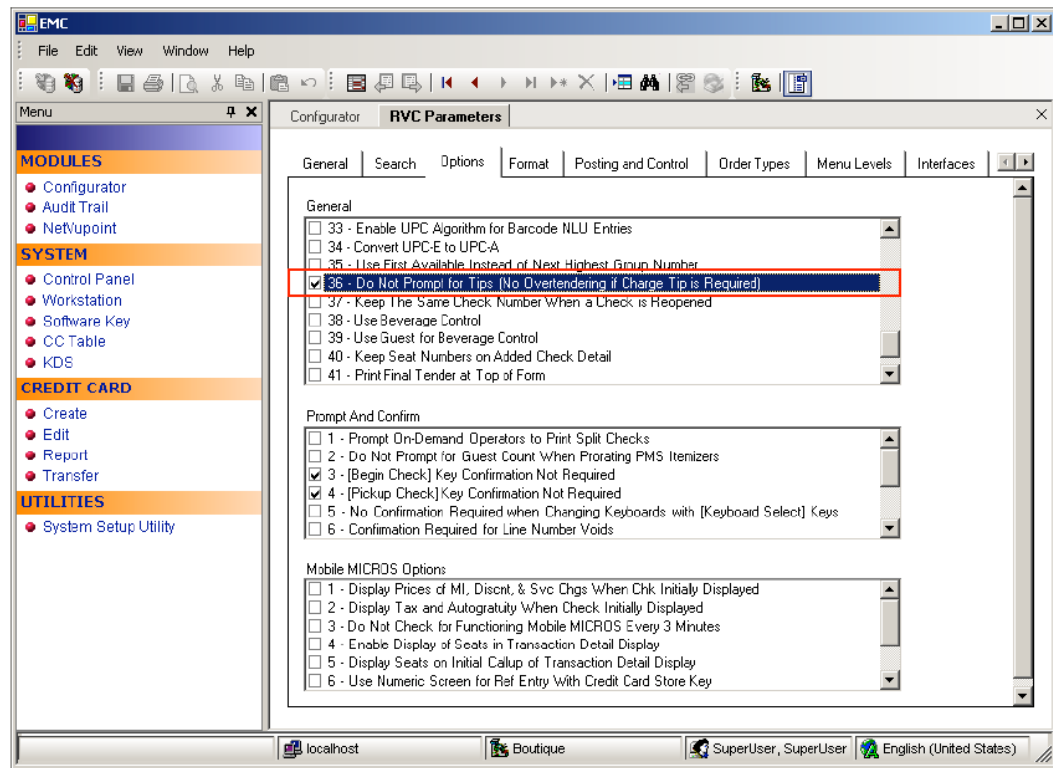 EMC
File Edit View Window Help
Menu
Configurator RVC Parameters
MODULES
Configurator
Audit Trail
NetVupoint
SYSTEM
Control Panel
Workstation
Software Key
CC Table
KDS
CREDIT CARD
Create
Edit
Report
Transfer
UTILITIES
System Setup Utility
General Search Options Format Posting and Control Order Types Menu Levels Interfaces
General
33 - Enable UPC Algorithm for Barcode NLU Entries
34 - Convert UPC-E to UPC-A
35 - Use First Available Instead of Next Highest Group Number
36 - Do Not Prompt for Tips (No Overtendering if Charge Tip is Required)
37 - Keep The Same Check Number When a Check is Reopened
38 - Use Beverage Control
39 - Use Guest for Beverage Control
40 - Keep Seat Numbers on Added Check Detail
41 - Print Final Tender at Top of Form
Prompt And Confirm
1 - Prompt On-Demand Operators to Print Split Checks
2 - Do Not Prompt for Guest Count When Prorating PMS Itemizers
3 - [Begin Check] Key Confirmation Not Required
4 - [Pickup Check] Key Confirmation Not Required
5 - No Confirmation Required when Changing Keyboards with [Keyboard Select] Keys
6 - Confirmation Required for Line Number Voids
Mobile MICROS Options
1 - Display Prices of MI, Discnt, & Svc Chgs When Chk Initialy Displayed
2 - Display Tax and Autogratuity When Check Initially Displayed
3 - Do Not Check for Functioning Mobile MICROS Every 3 Minutes
4 - Enable Display of Seats in Transaction Detail Display
5 - Display Seats on Initial Callup of Transaction Detail Display
6 - Use Numeric Screen for Ref Entry With Credit Card Store Key
localhost Boutique SuperUser, SuperUser English (United States)